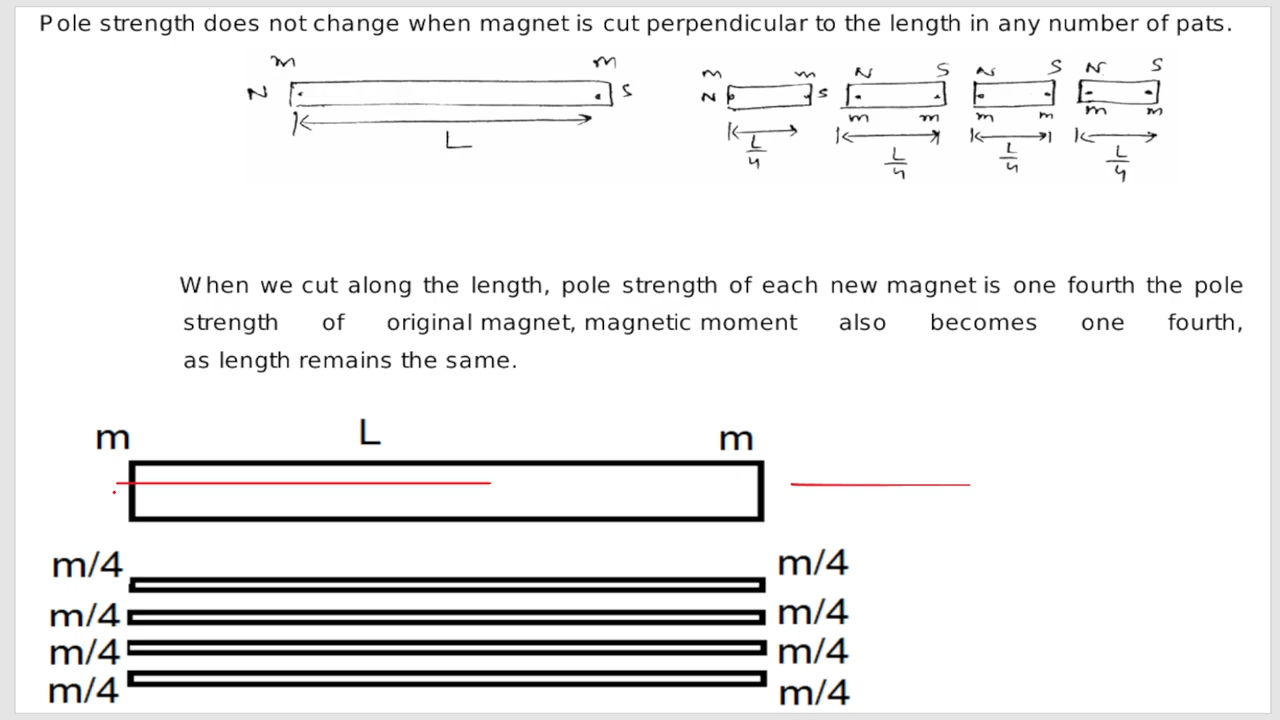 Pole strength does not change when magnet is cut perpendicular to the length in any number of pats.
m m
N S
L
m m N S N S N S
N S m m m m m m
L/4 L/4 L/4 L/4
When we cut along the length, pole strength of each new magnet is one fourth the pole
strength of original magnet, magnetic moment also becomes one fourth,
as length remains the same.
m L m
m/4 m/4
m/4 m/4
m/4 m/4
m/4 m/4